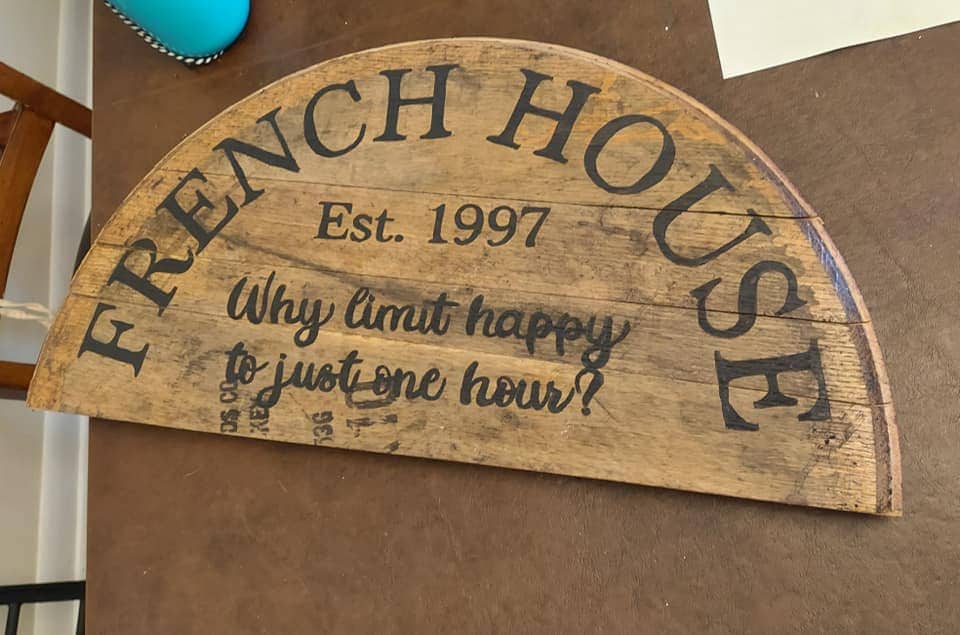 FRENCH HOUSE
Est. 1997
Why limit happy
to just one hour?